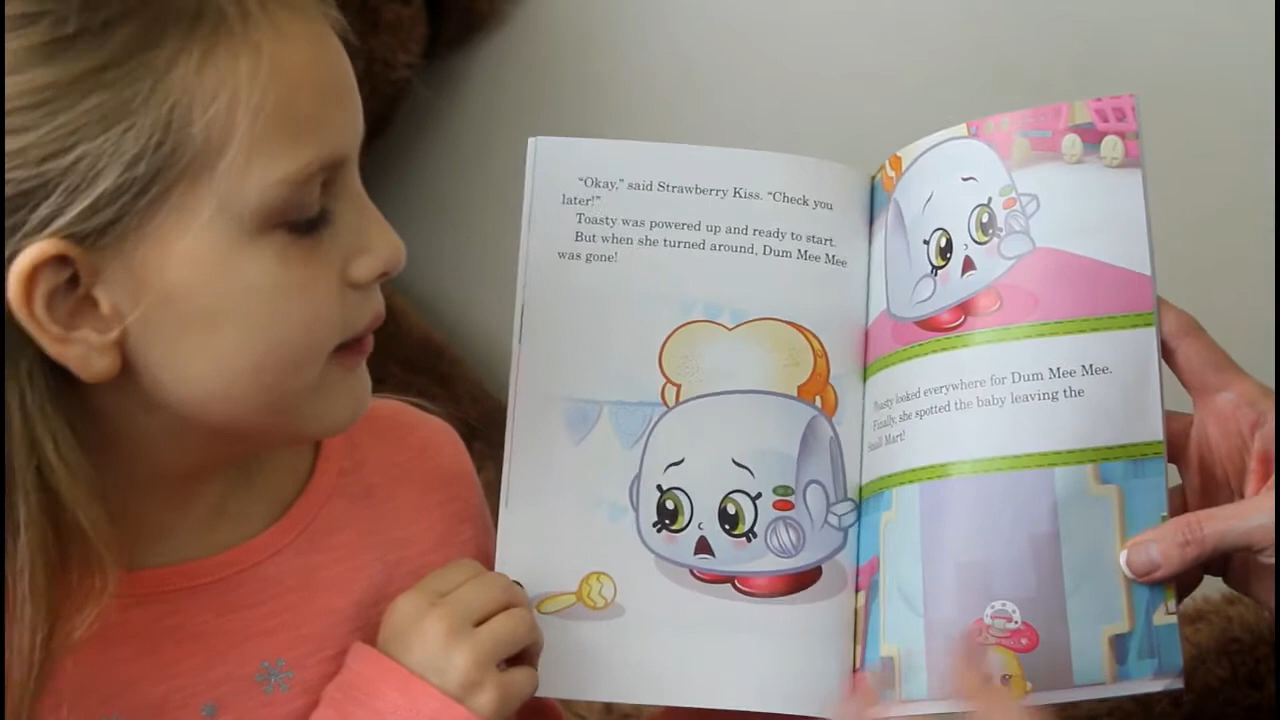 “Okay,” said Strawberry Kiss. “Check you
later!”
Toasty was powered up and ready to start.
But when she turned around, Dum Mee Mee
was gone!
Toasty looked everywhere for Dum Mee Mee.
Finally, she spotted the baby leaving the
Small Mart!